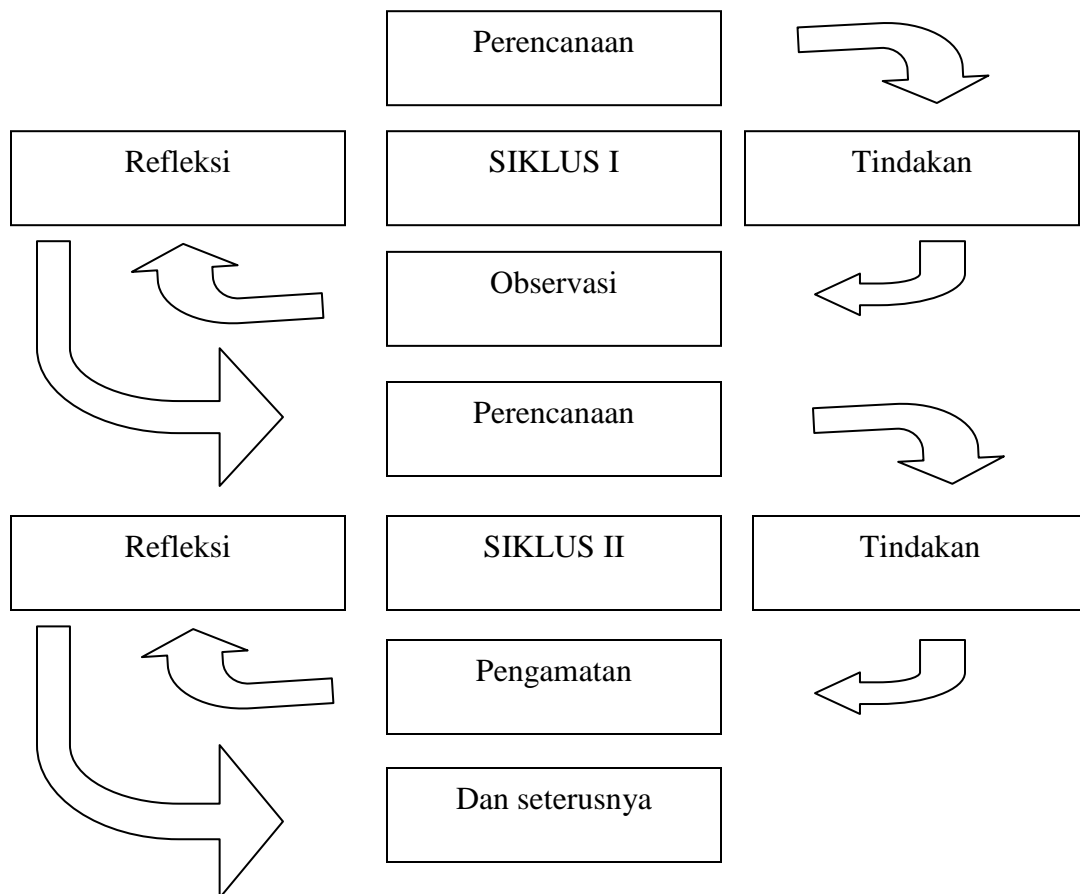 Perencanaan
Refleksi
SIKLUS I
Tindakan
Observasi
Perencanaan
Refleksi
SIKLUS II
Tindakan
Pengamatan
Dan seterusnya